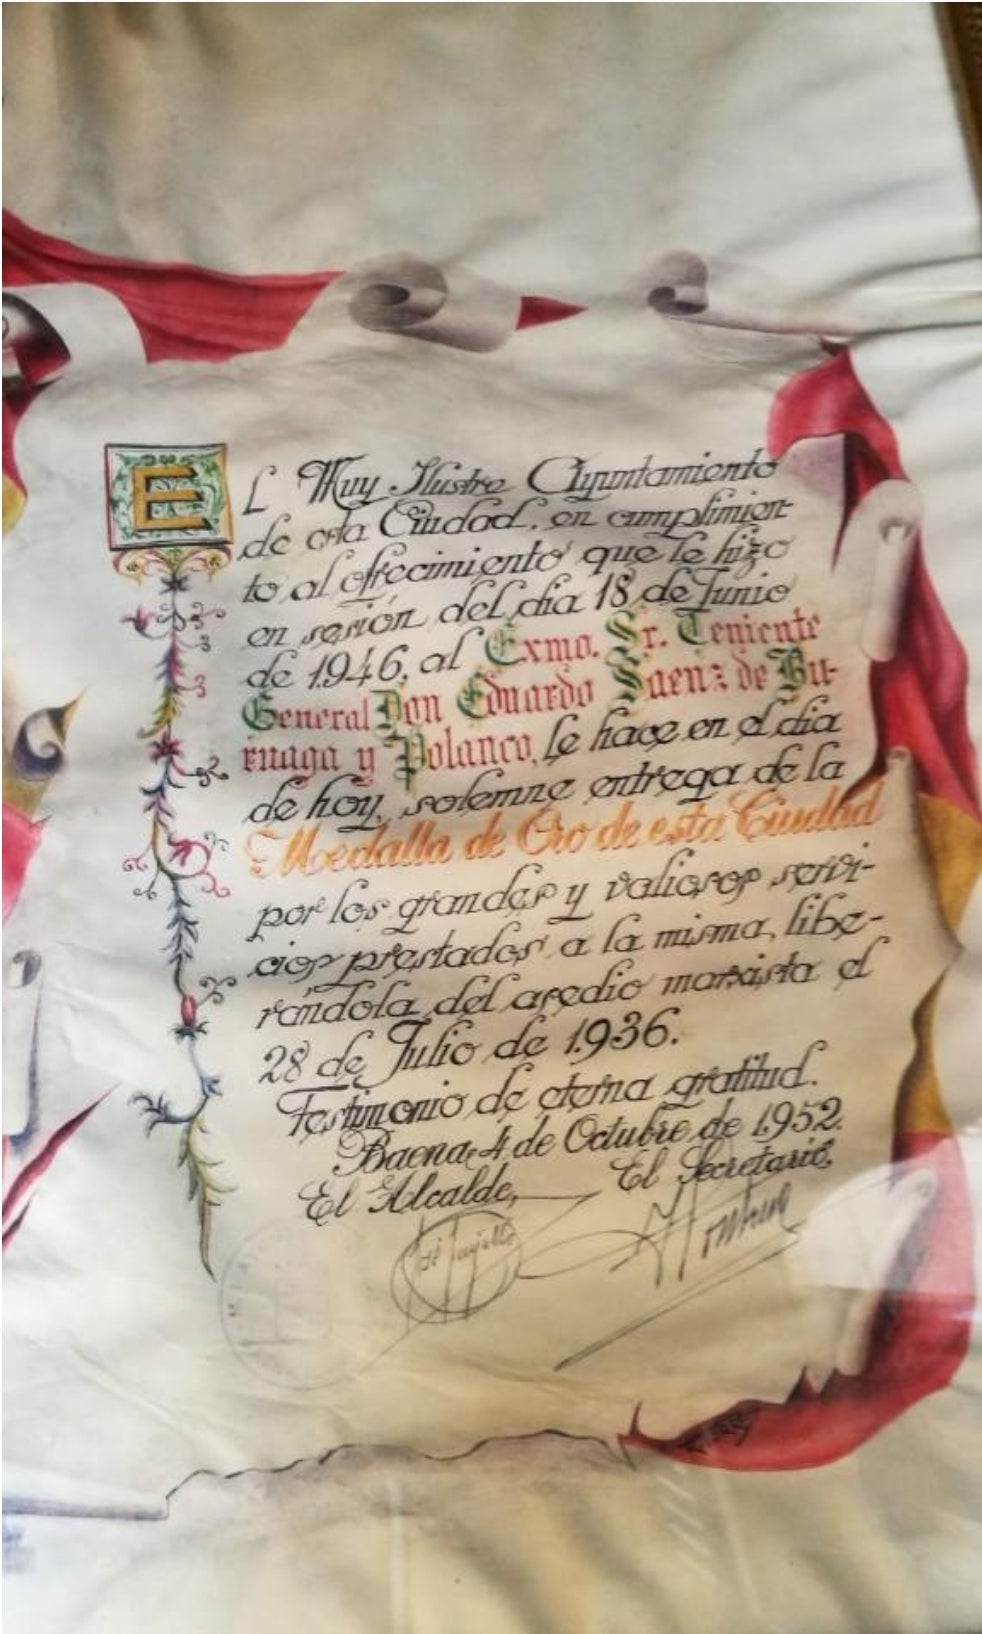 EL Muy Ilustre Ayuntamiento
de esta Ciudad, en cumplimien-
to al ofrecimiento que le hizo
en sesión del dia 18 de Junio
de 1.946, al Exmo. Sr. Teniente
General Don Eduardo Saenz de Bu-
ruaga y Polanco, le hace en el dia
de hoy, solemne entrega de la
Medalla de Oro de esta Ciudad
por los grandes y valiosos servi-
cios prestados a la misma, libe-
rándola del asedio marxista el
28 de Julio de 1.936.
Testimonio de eterna gratitud.
Baena, 4 de Octubre de 1.952.
El Alcalde, El Secretario,